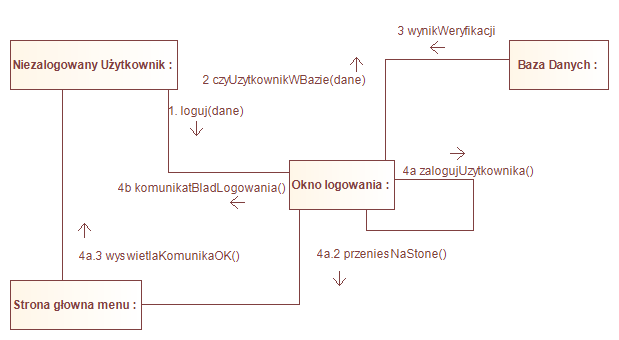 3 wynikWeryfikacji
Niezalogowany Użytkownik :
Baza Danych :
2 czyUzytkownikWBazie(dane)
1. loguj(dane)
4a zalogujUzytkownika()
4b komunikatBladLogowania()
Okno logowania :
4a.3 wyswietlaKomunikaOK()
4a.2 przeniesNaStone()
Strona głowna menu :